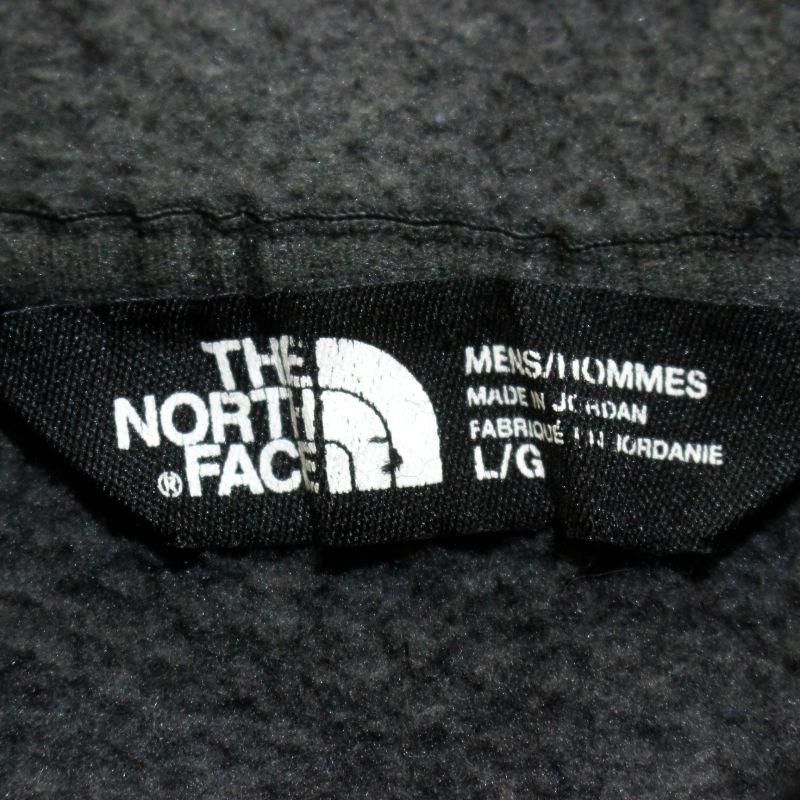 THE
NORTH
® FACE
MENS/HOMMES
MADE IN JORDAN
FABRIQUÉ EN JORDANIE
L/G